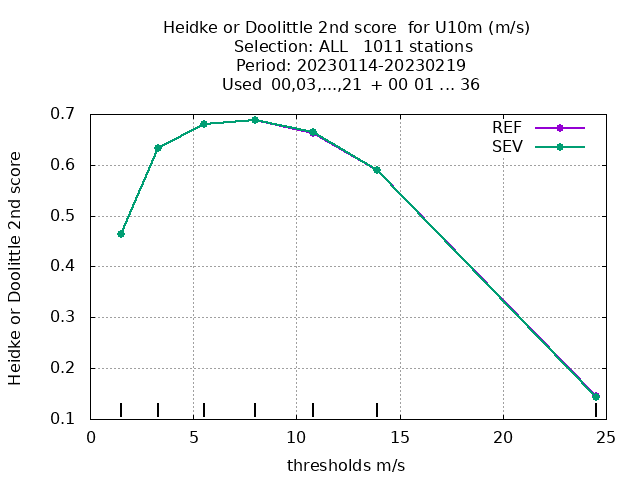 Heidke or Doolittle 2nd score  for U10m (m/s)
Selection: ALL   1011 stations
Period: 20230114-20230219
Used  00,03,...,21  + 00 01 ... 36
REF
SEV
0.7
0.6
0.5
0.4
0.3
0.2
0.1
Heidke or Doolittle 2nd score
0 5 10 15 20 25
thresholds m/s